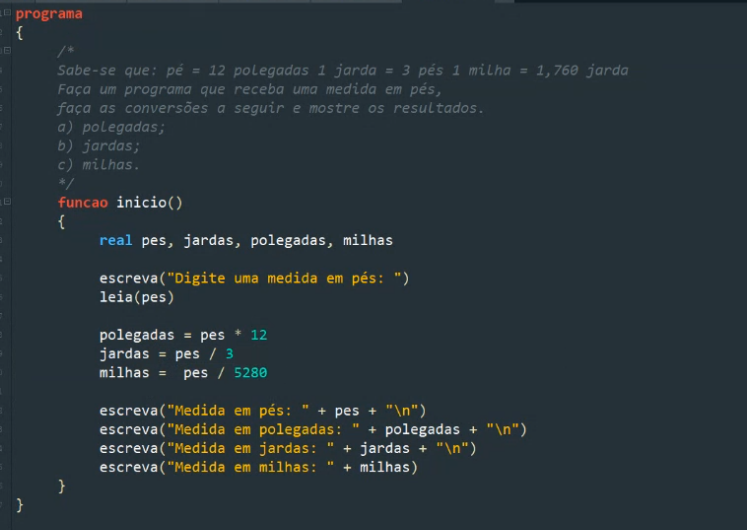 programa
{
/*
Sabe-se que: pé = 12 polegadas 1 jarda = 3 pés 1 milha = 1,760 jarda
Faça um programa que receba uma medida em pés,
faça as conversões a seguir e mostre os resultados.
a) polegadas;
b) jardas;
c) milhas.
*/
funcao inicio()
{
real pes, jardas, polegadas, milhas
escreva("Digite uma medida em pés: ")
leia(pes)
polegadas = pes * 12
jardas = pes / 3
milhas =  pes / 5280
escreva("Medida em pés: " + pes + "\n")
escreva("Medida em polegadas: " + polegadas + "\n")
escreva("Medida em jardas: " + jardas + "\n")
escreva("Medida em milhas: " + milhas)
}
}